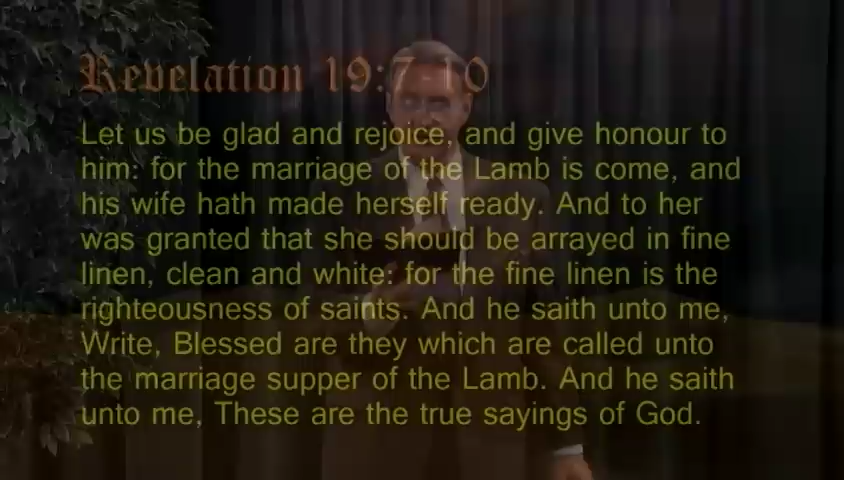 Revelation 19:7-10
Let us be glad and rejoice, and give honour to
him: for the marriage of the Lamb is come, and
his wife hath made herself ready. And to her
was granted that she should be arrayed in fine
linen, clean and white: for the fine linen is the
righteousness of saints. And he saith unto me,
Write, Blessed are they which are called unto
the marriage supper of the Lamb. And he saith
unto me, These are the true sayings of God.